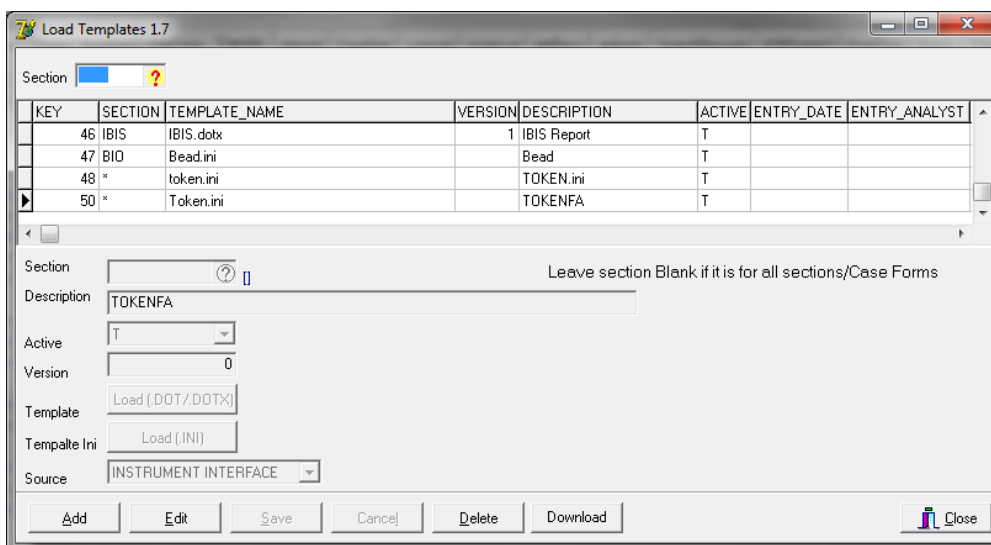 Load Templates 1.7
Section ?
KEY SECTION TEMPLATE_NAME VERSION DESCRIPTION ACTIVE ENTRY_DATE ENTRY_ANALYST
46 IBIS IBIS.dotx 1 IBIS Report T
47 BIO Bead.ini Bead T
48 * token.ini TOKEN.ini T
50 * Token.ini TOKENFA T
Section ? [] Leave section Blank if it is for all sections/Case Forms
Description TOKENFA
Active T
Version 0
Template Load (.DOT/.DOTX)
Tempalte Ini Load (.INI)
Source INSTRUMENT INTERFACE
Add Edit Save Cancel Delete Download Close